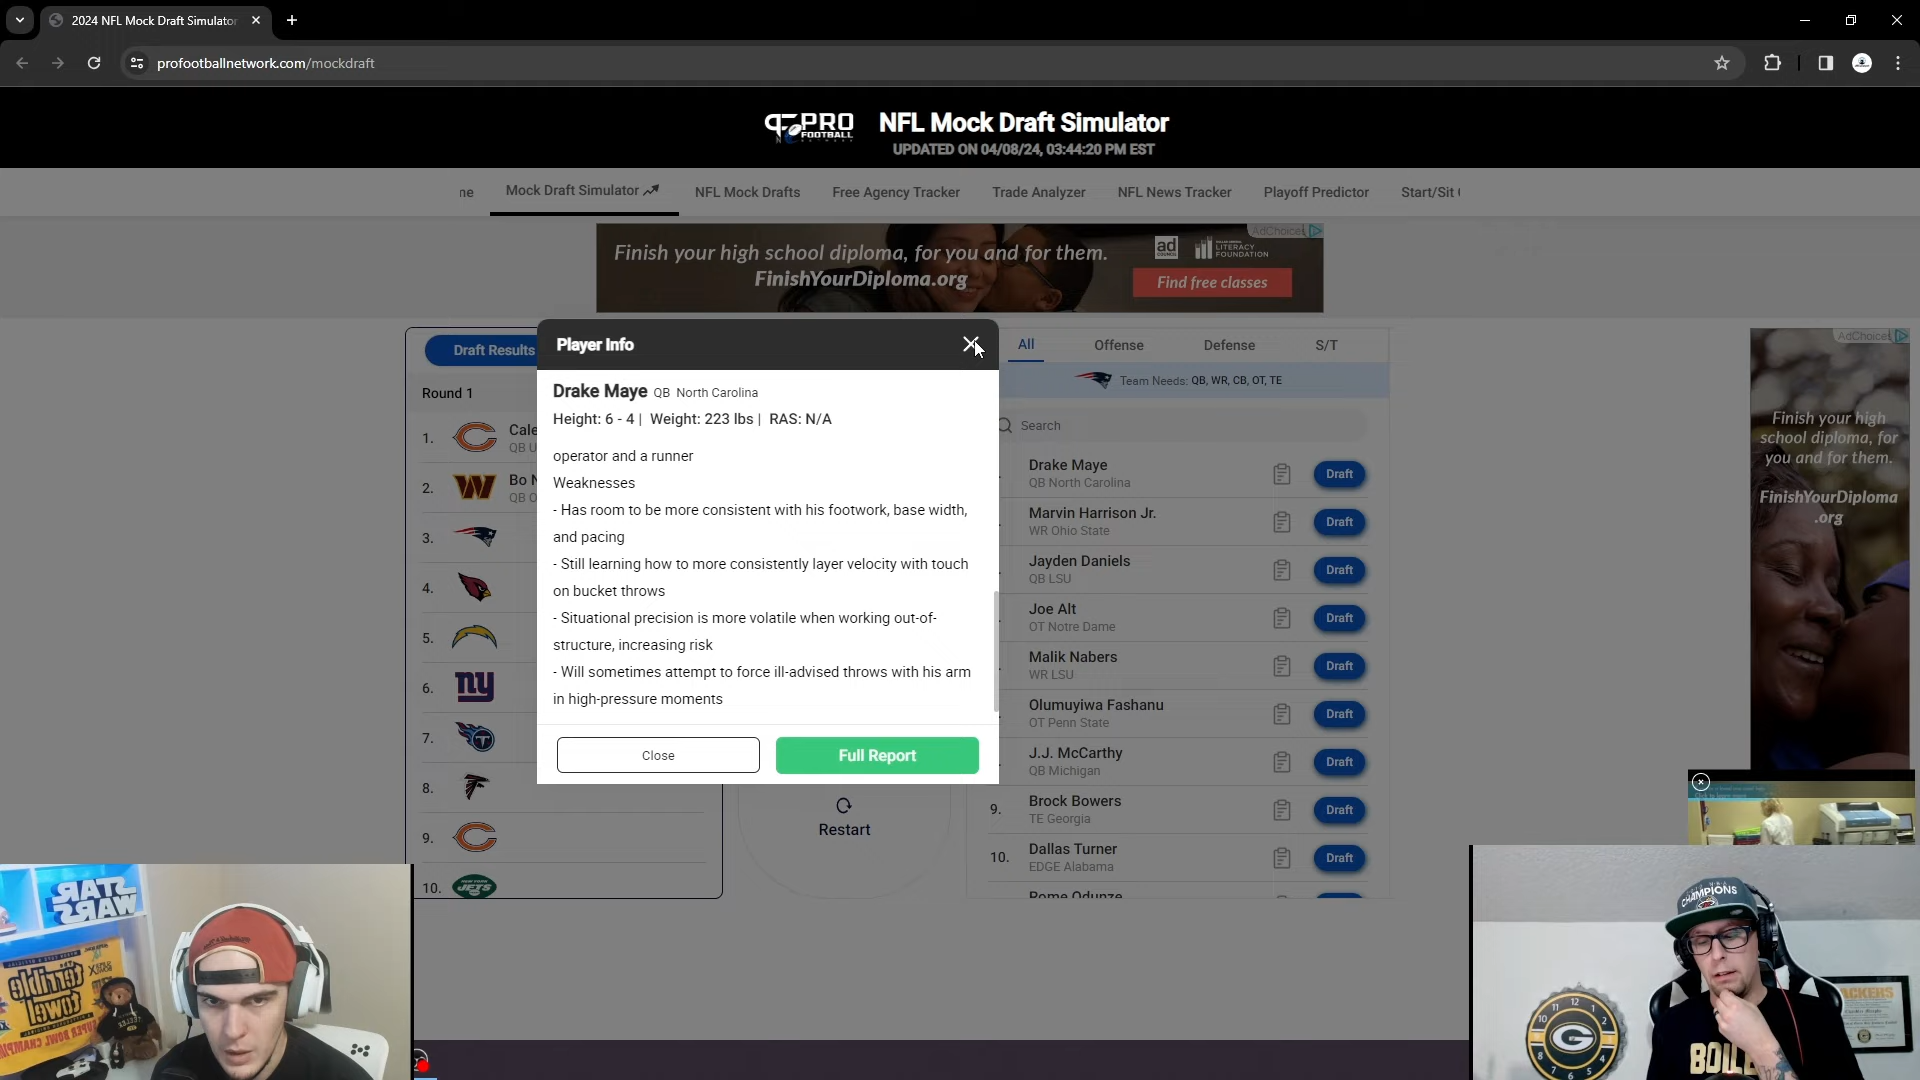 2024 NFL Mock Draft Simulator
profootballnetwork.com/mockdraft
PRO
FOOTBALL
NFL Mock Draft Simulator
UPDATED ON 04/08/24, 03:44:20 PM EST
ne
Mock Draft Simulator
NFL Mock Drafts
Free Agency Tracker
Trade Analyzer
NFL News Tracker
Playoff Predictor
Start/Sit
Finish your high school diploma, for you and for them.
FinishYourDiploma.org
AdChoices
ad
LITERACY
FOUNDATION
Find free classes
Draft Results
Round 1
1.
Cale
QB U
2.
Bo N
QB O
3.
4.
5.
6.
ny
7.
8.
9.
10.
JETS
Player Info
Drake Maye QB North Carolina
Height: 6 - 4 | Weight: 223 lbs | RAS: N/A
operator and a runner
Weaknesses
- Has room to be more consistent with his footwork, base width,
and pacing
- Still learning how to more consistently layer velocity with touch
on bucket throws
- Situational precision is more volatile when working out-of-
structure, increasing risk
- Will sometimes attempt to force ill-advised throws with his arm
in high-pressure moments
Close
Full Report
Restart
All
Offense
Defense
S/T
Team Needs: QB, WR, CB, OT, TE
Search
Drake Maye
QB North Carolina
Draft
Marvin Harrison Jr.
WR Ohio State
Draft
Jayden Daniels
QB LSU
Draft
Joe Alt
OT Notre Dame
Draft
Malik Nabers
WR LSU
Draft
Olumuyiwa Fashanu
OT Penn State
Draft
J.J. McCarthy
QB Michigan
Draft
9.
Brock Bowers
TE Georgia
Draft
10.
Dallas Turner
EDGE Alabama
Draft
Rome Odunze
AdChoices
Finish your high
school diploma, for
you and for them.
FinishYourDiploma
.org
STAR
WARS
terrible
towel
CHAMPIONS
G
PACKERS
BOILE